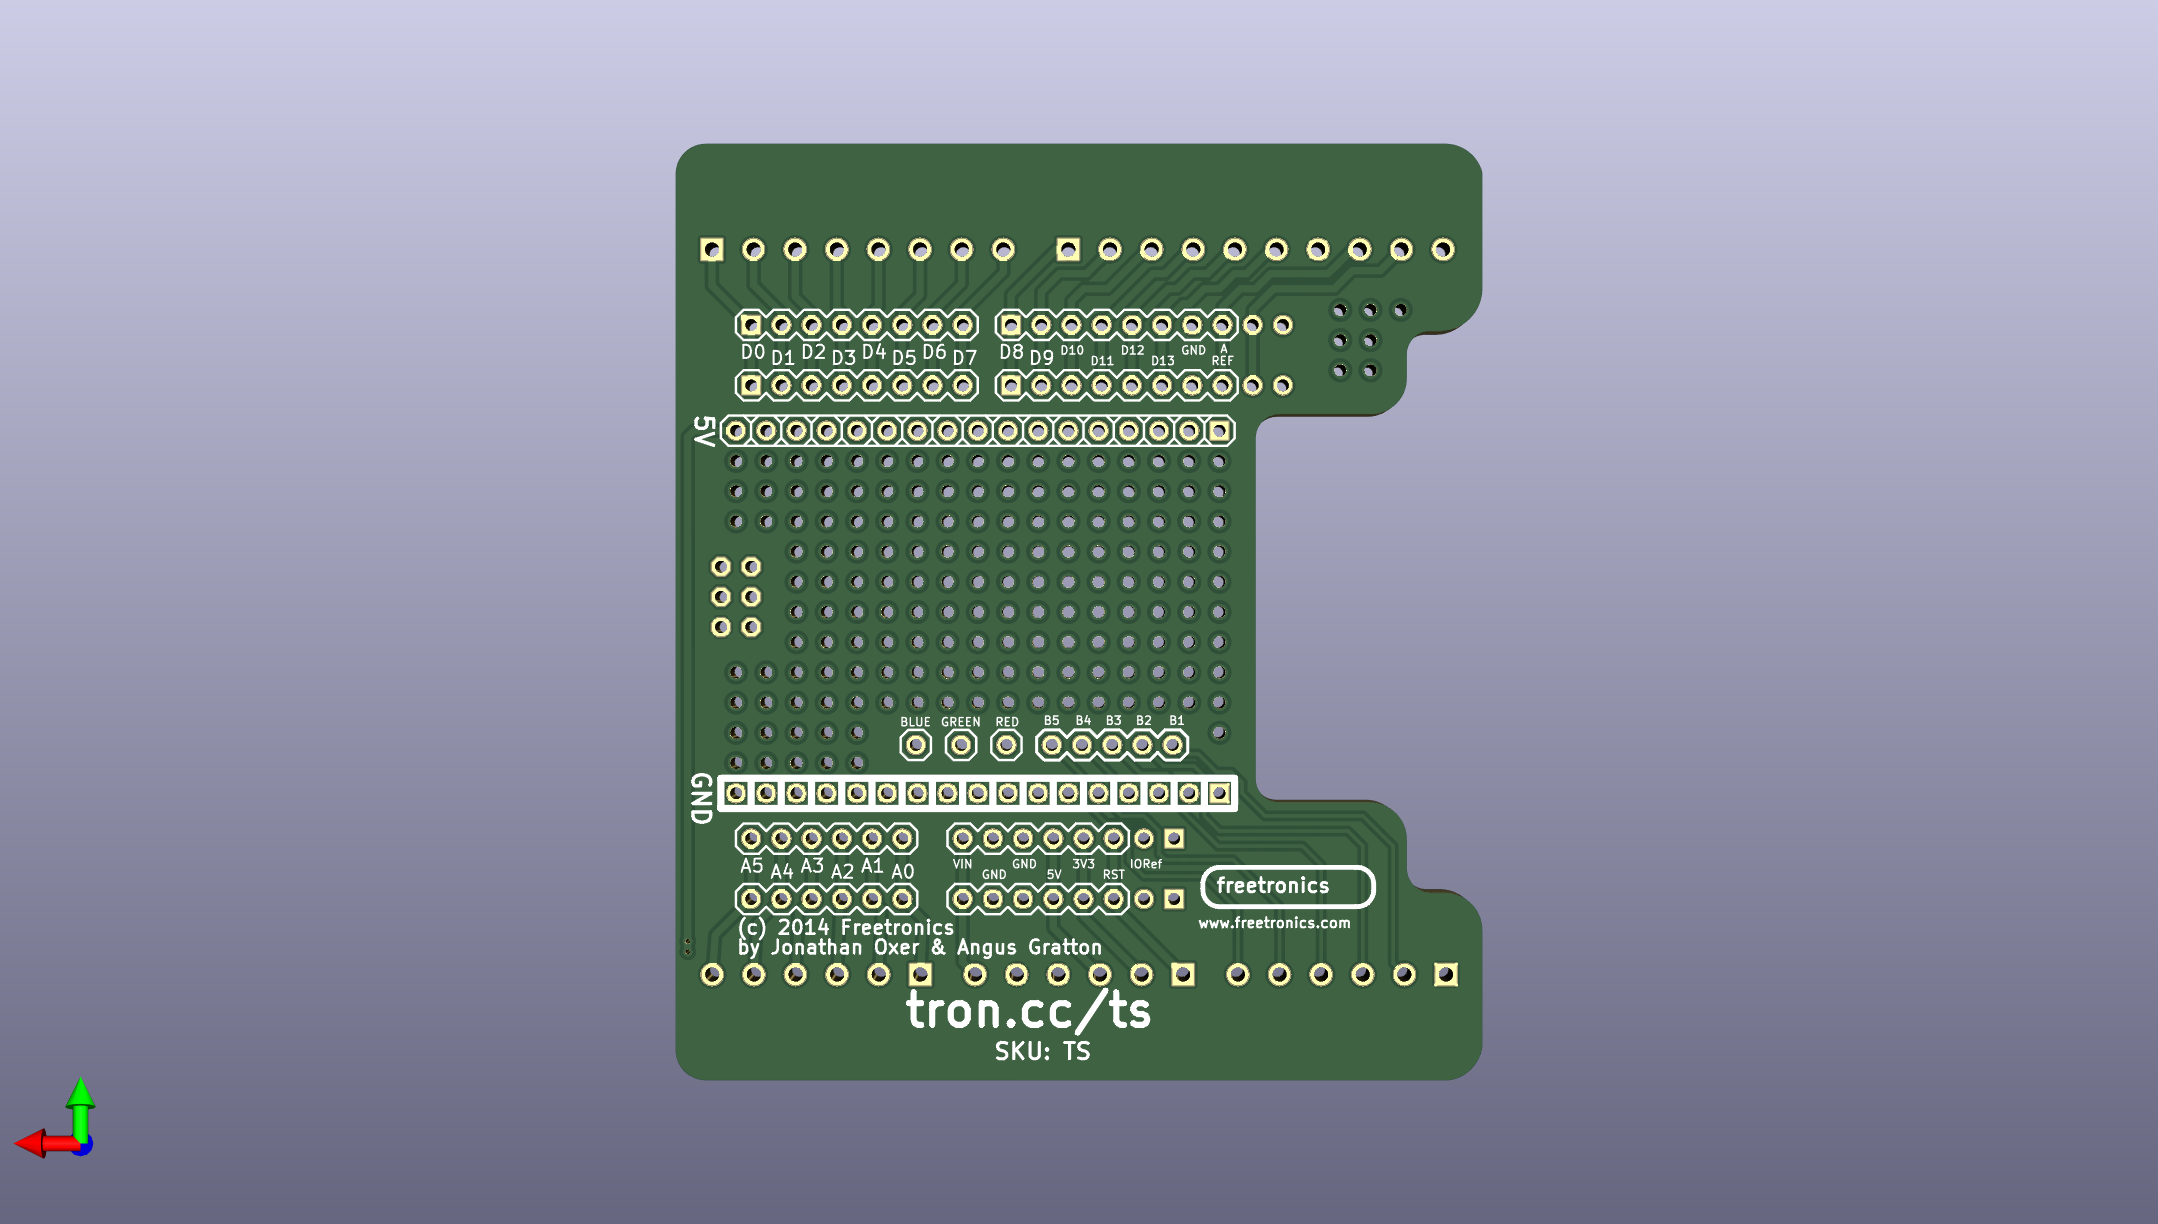 D0 D1 D2 D3 D4 D5 D6 D7 D8 D9 D10 D11 D12 D13 GND A REF
5V
BLUE GREEN RED B5 B4 B3 B2 B1
GND
A5 A4 A3 A2 A1 A0 VIN GND GND 5V 3V3 RST IORef
freetronics
www.freetronics.com
(c) 2014 Freetronics
by Jonathan Oxer & Angus Gratton
tron.cc/ts
SKU: TS